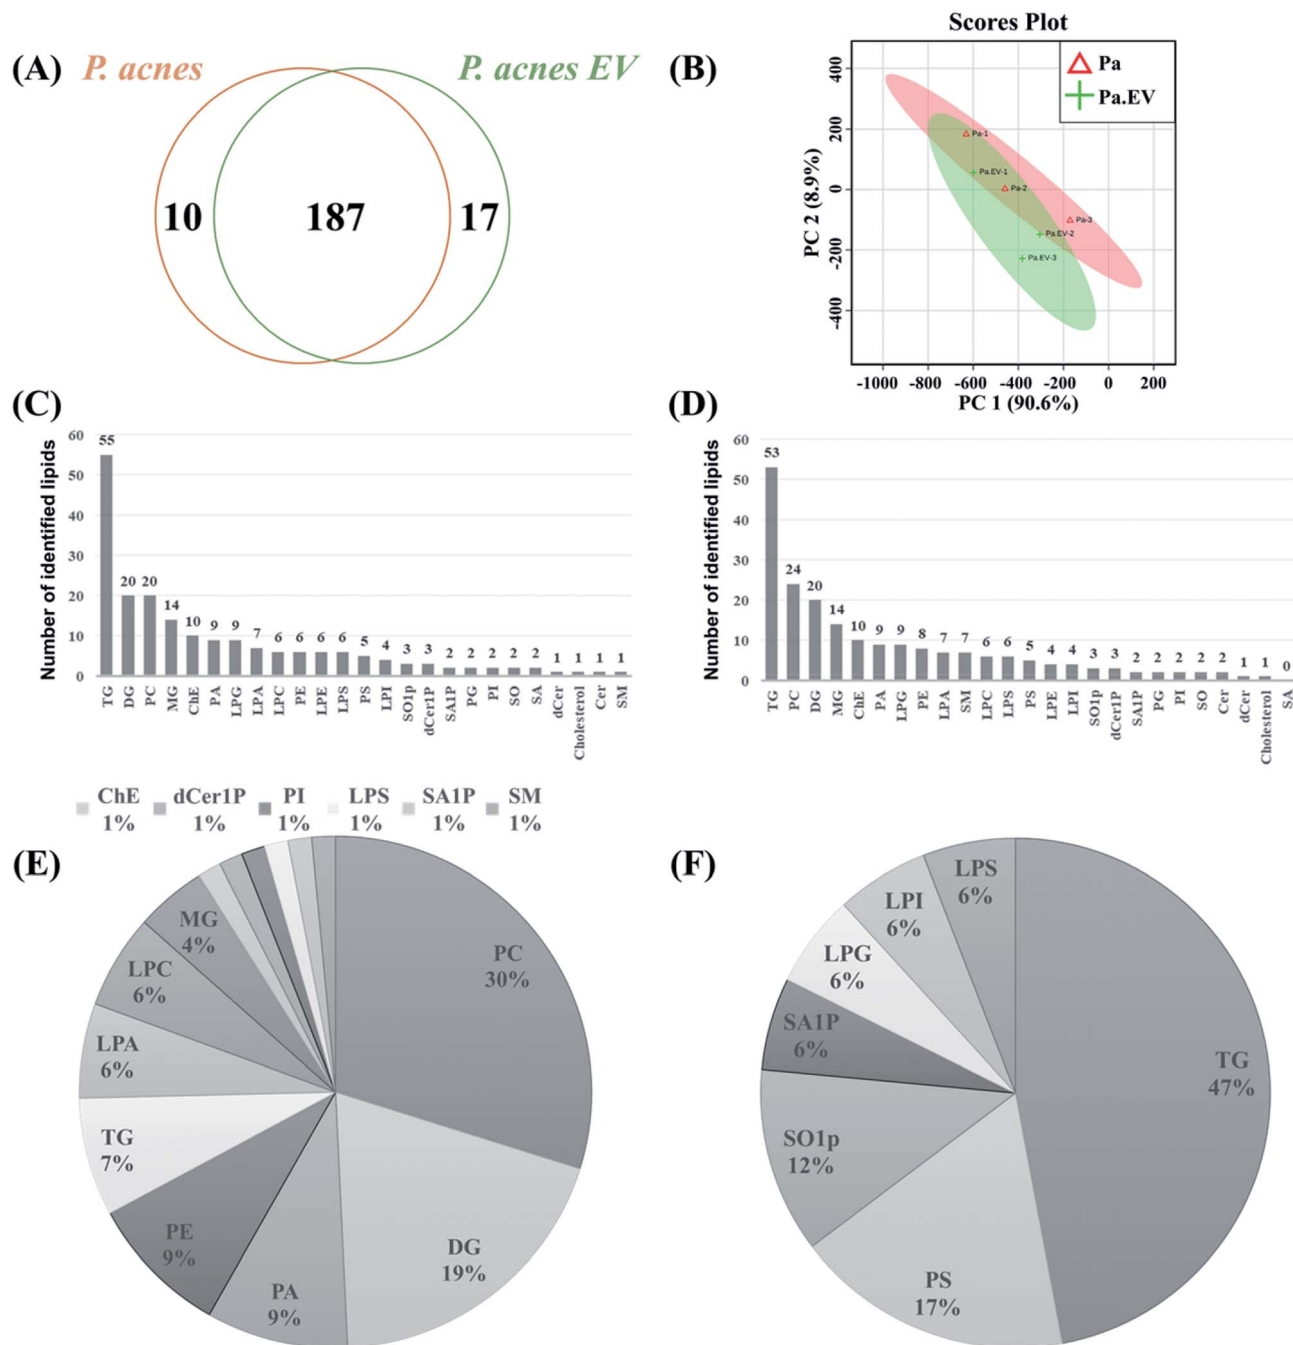 (A) P. acnes P. acnes EV
10 187 17
(B)
Scores Plot
Pa
Pa.EV
PC 2 (8.9%)
400
200
0
-200
-400
Pa-1
Pa.EV-1
Pa-2
Pa-3
Pa.EV-2
Pa.EV-3
-1000 -800 -600 -400 -200 0 200
PC 1 (90.6%)
(C)
Number of identified lipids
60
50
40
30
20
10
0
55 20 20 14 10 9 9 7 6 6 6 6 5 4 3 3 2 2 2 2 2 1 1 1 1
TG DG PC MG ChE PA LPG LPA LPC PE LPE LPS PS LPI SO1p dCer1P SA1P PG PI SO SA dCer Cholesterol Cer SM
(D)
Number of identified lipids
60
50
40
30
20
10
0
53 24 20 14 10 9 9 8 7 7 6 6 5 4 4 3 3 2 2 2 2 2 1 1 0
TG PC DG MG ChE PA LPG PE LPA SM LPC LPS PS LPE LPI SO1p dCer1P SA1P PG PI SO Cer dCer Cholesterol SA
ChE dCer1P PI LPS SA1P SM
1% 1% 1% 1% 1% 1%
(E)
PC
30%
DG
19%
PA
9%
PE
9%
TG
7%
LPA
6%
LPC
6%
MG
4%
(F)
TG
47%
PS
17%
SO1p
12%
SA1P
6%
LPG
6%
LPI
6%
LPS
6%